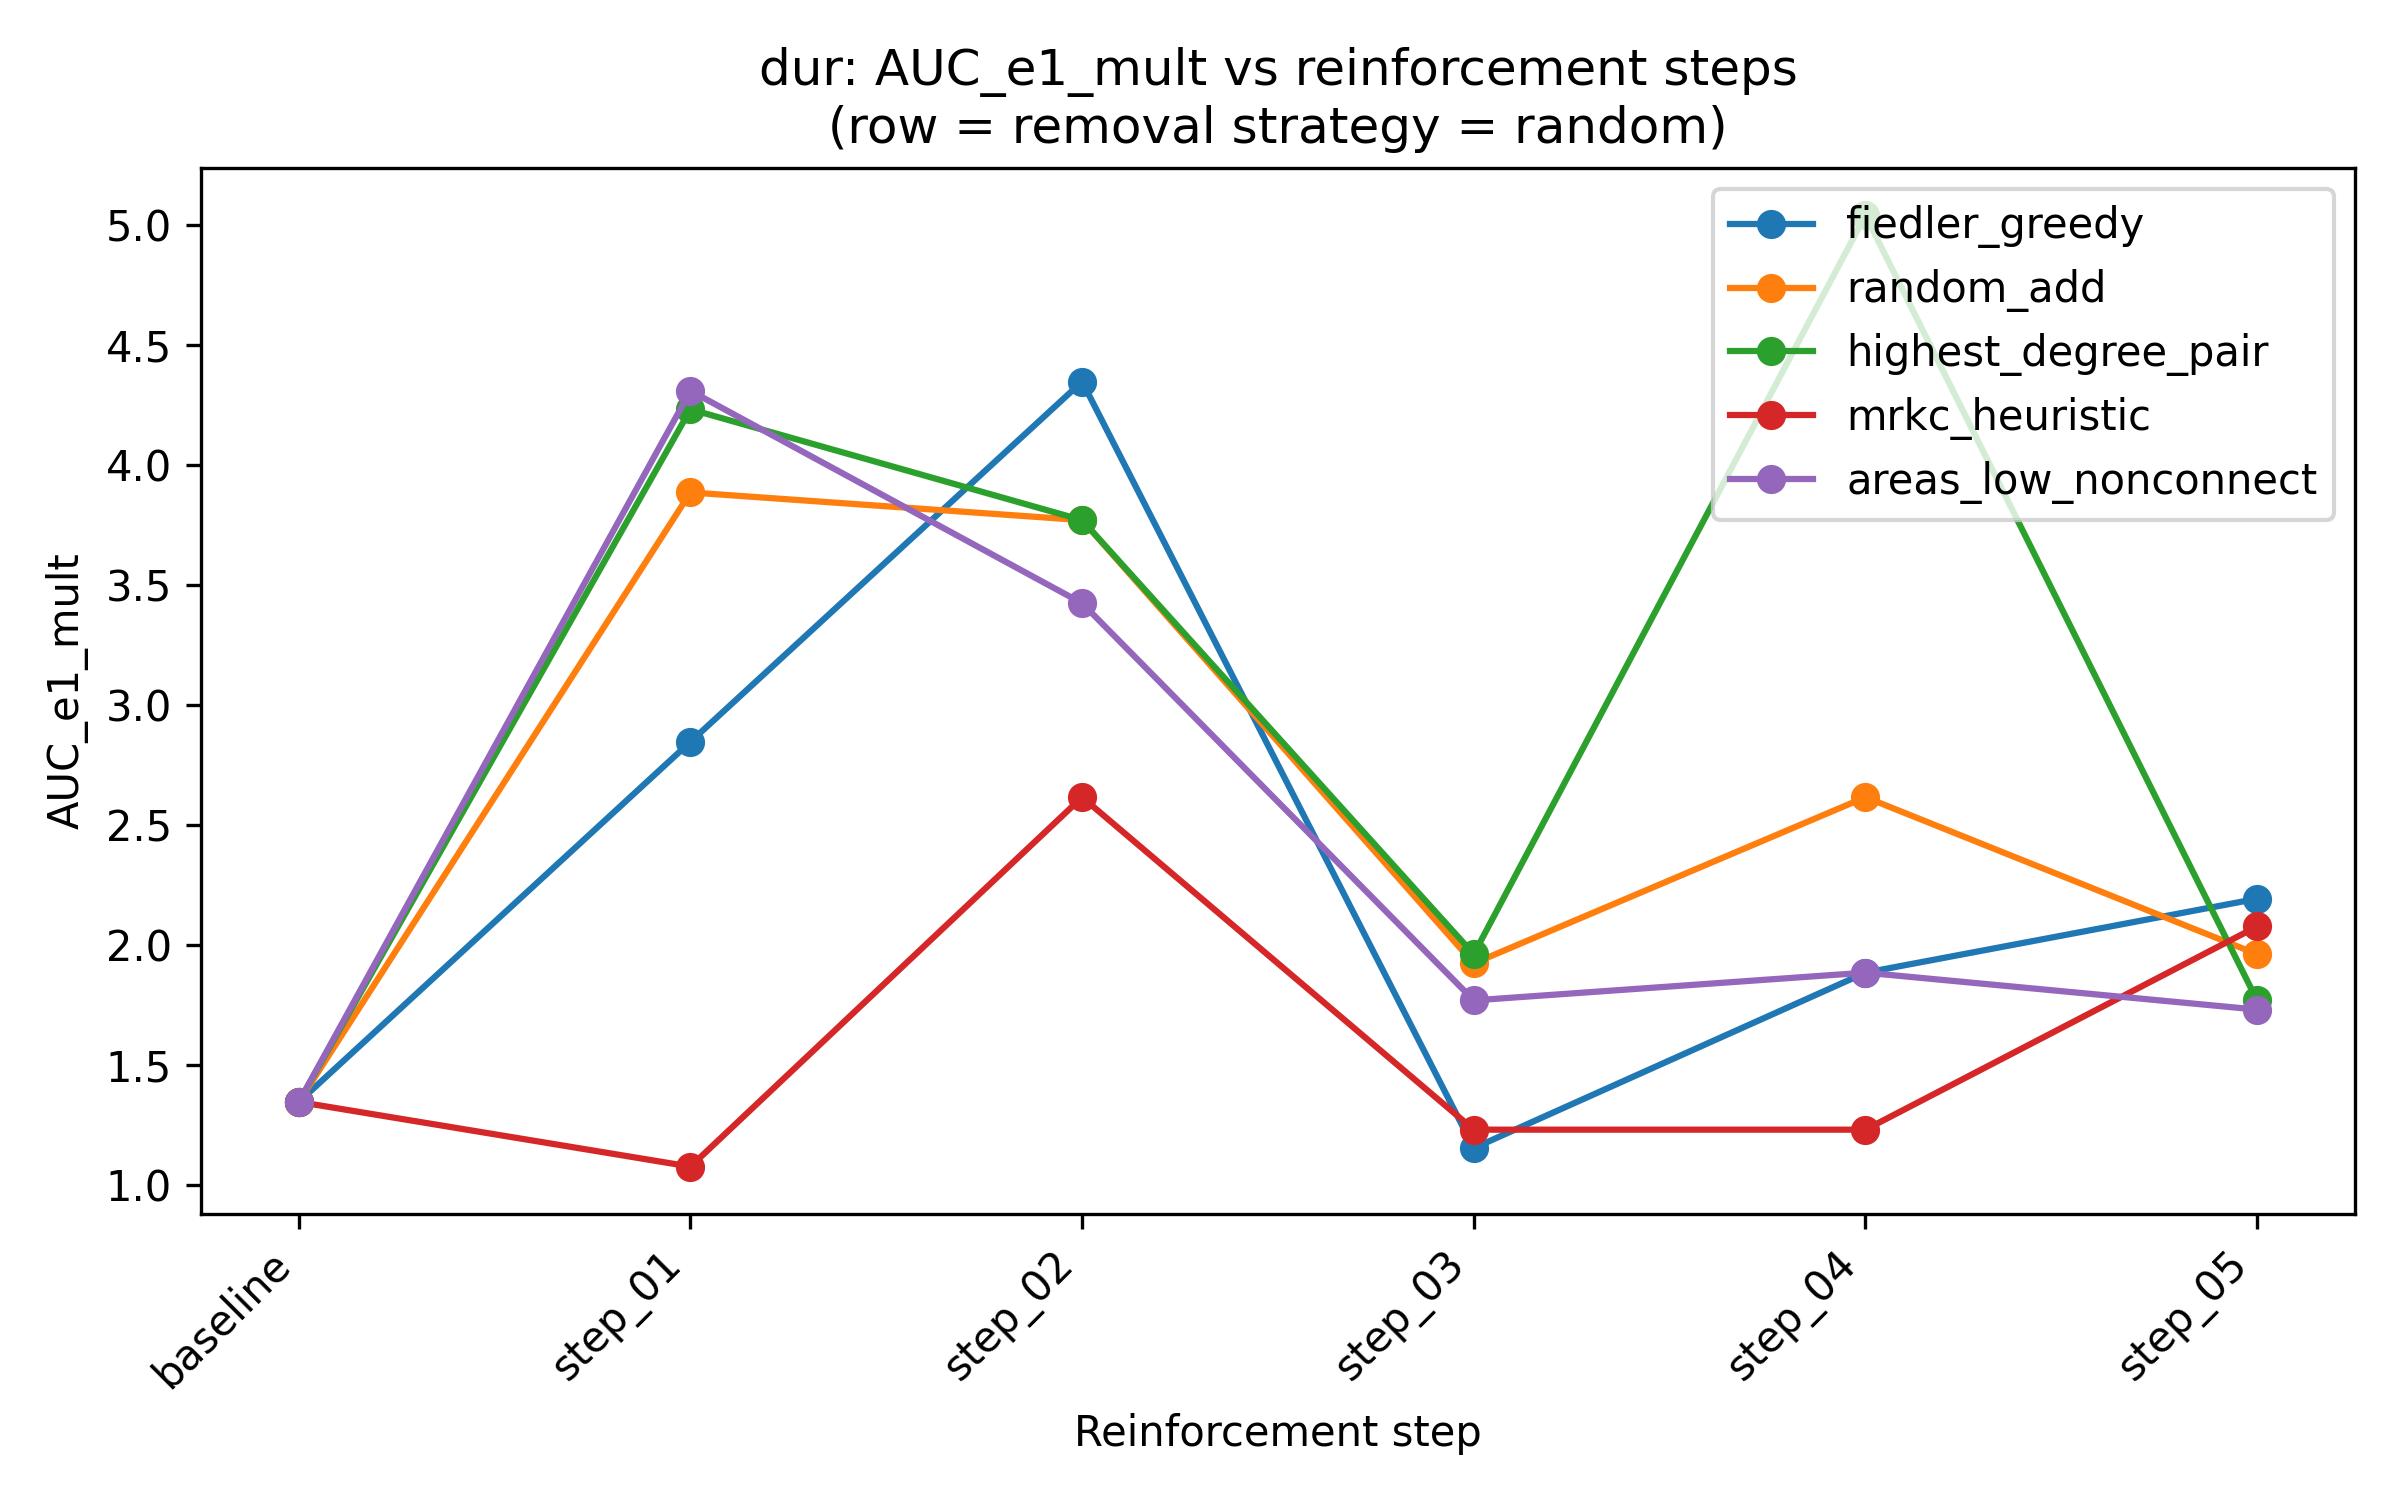 dur: AUC_e1_mult vs reinforcement steps
(row = removal strategy = random)
AUC_e1_mult
5.0
4.5
4.0
3.5
3.0
2.5
2.0
1.5
1.0
fiedler_greedy
random_add
highest_degree_pair
mrkc_heuristic
areas_low_nonconnect
baseline
step_01
step_02
step_03
step_04
step_05
Reinforcement step